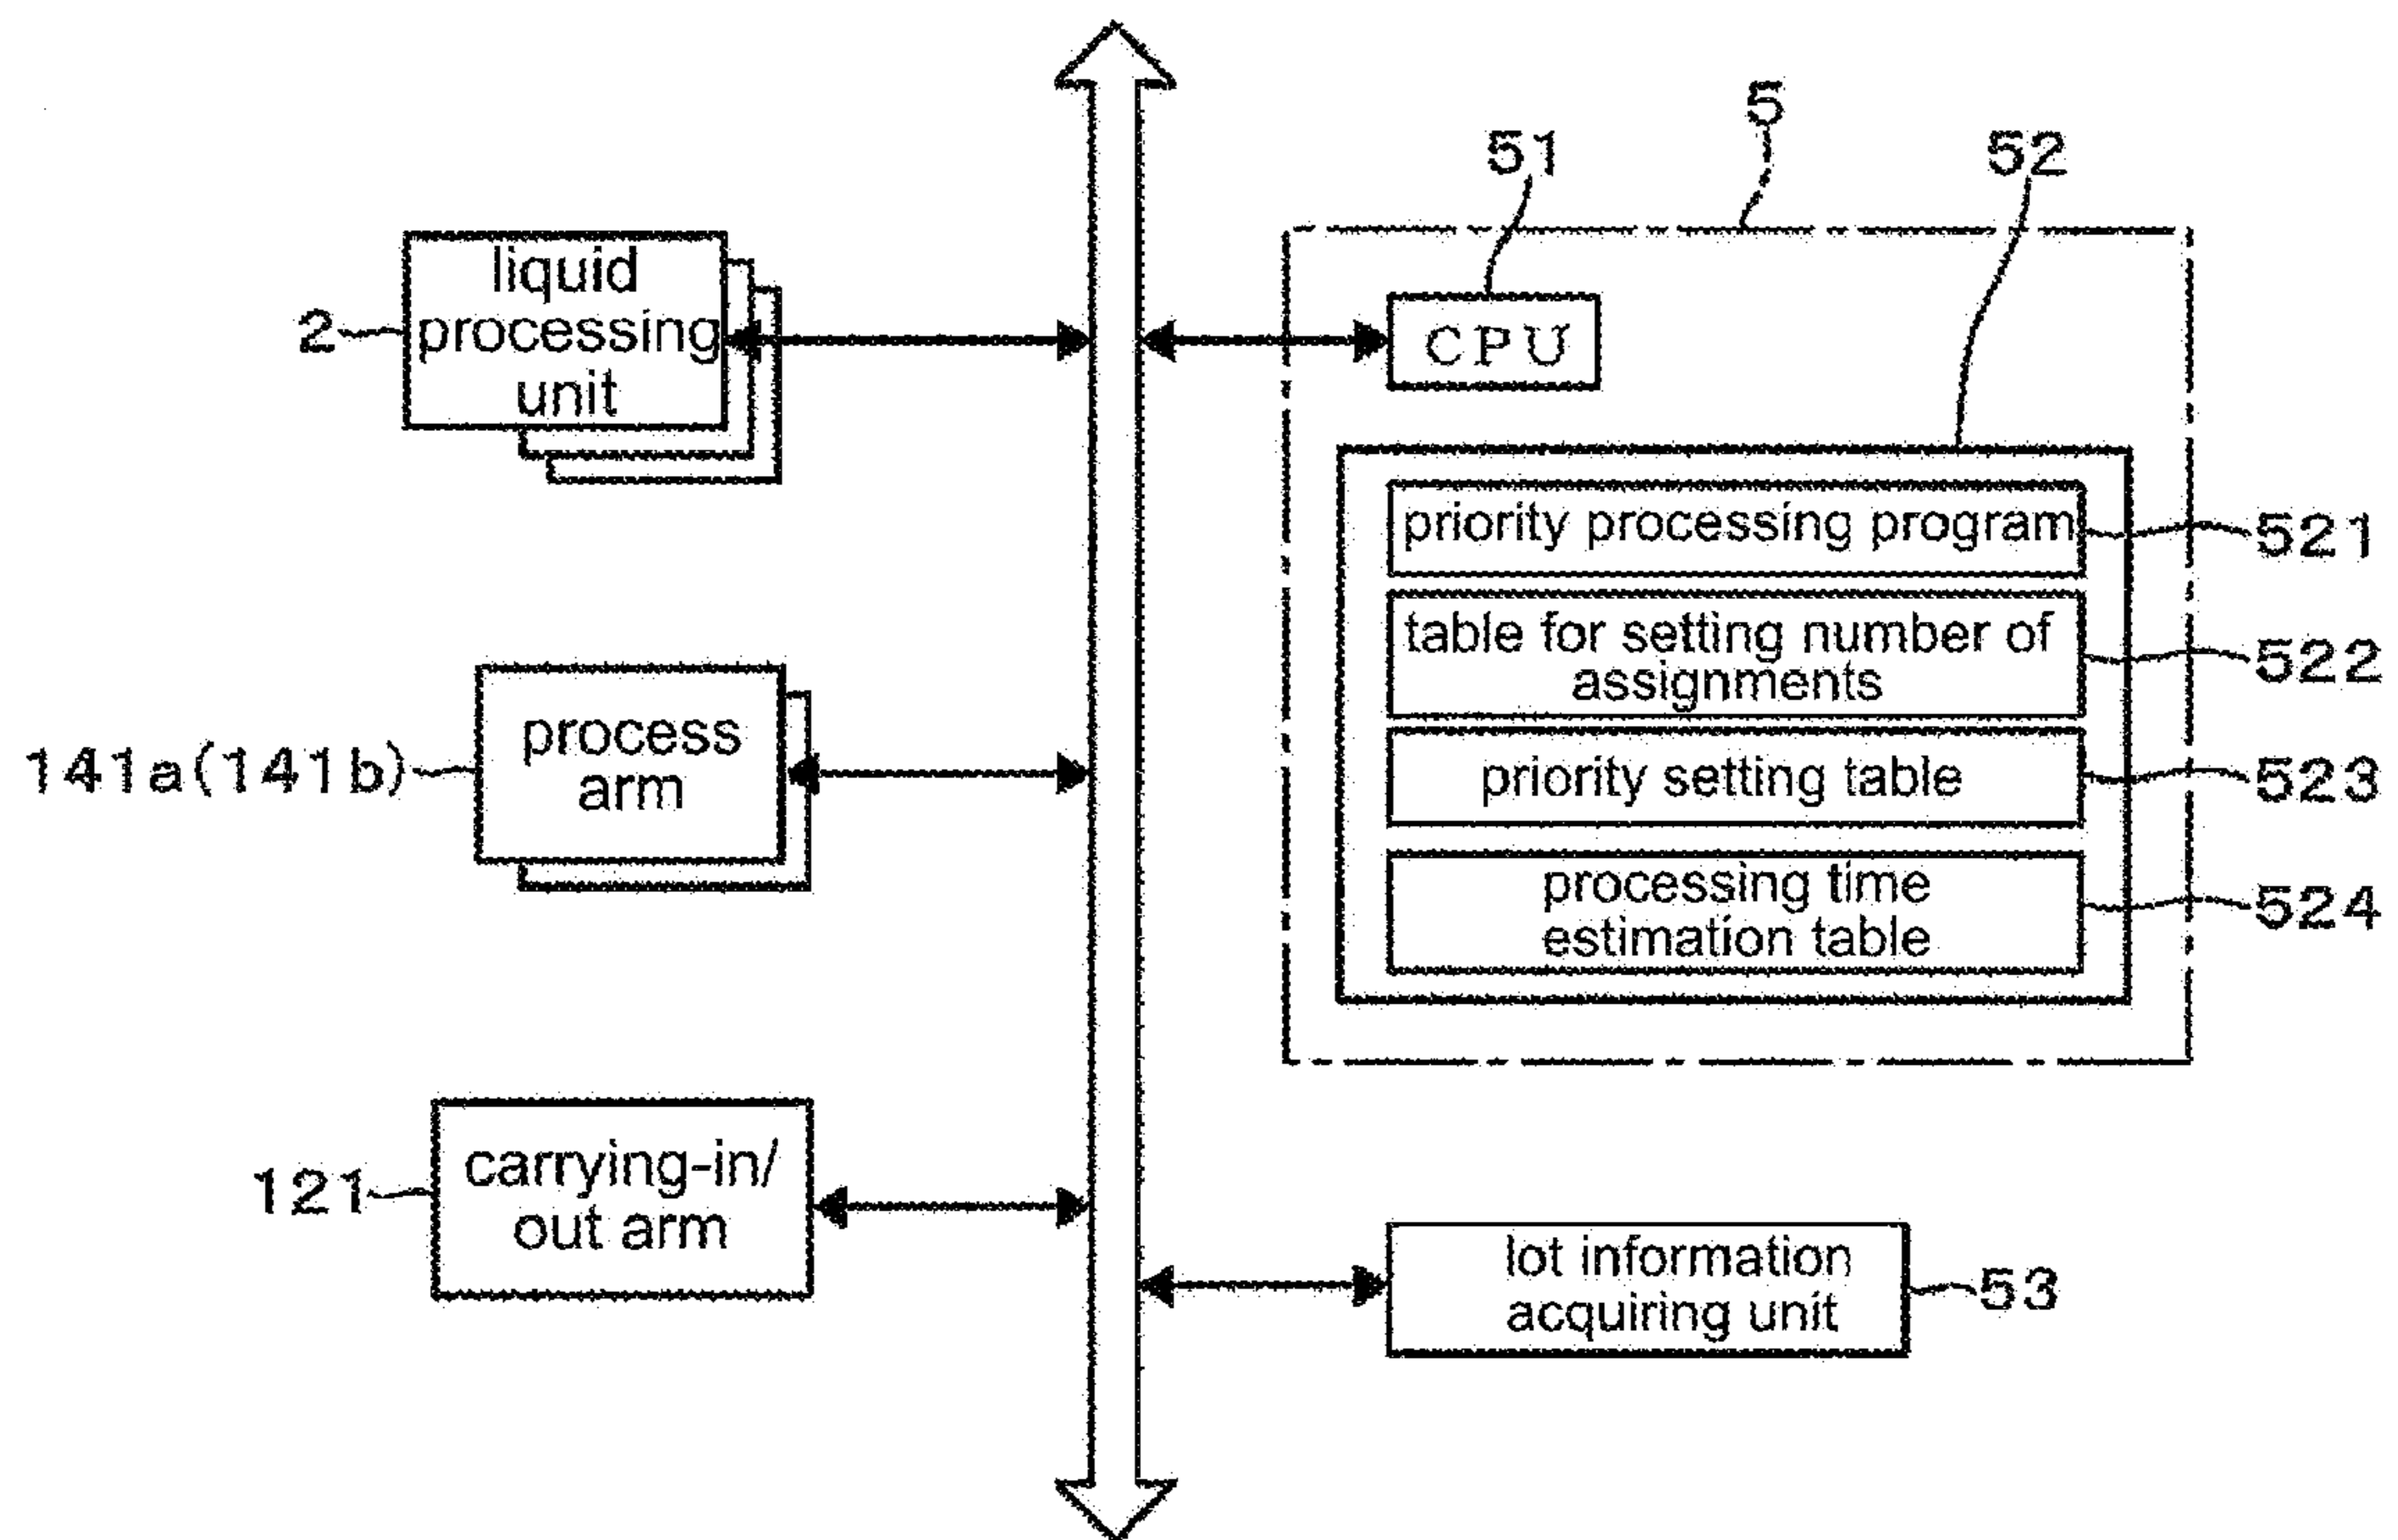 5
51
52
liquid
processing
unit
2
CPU
priority processing program
521
table for setting number of
assignments
522
process
arm
141a(141b)
priority setting table
523
processing time
estimation table
524
carrying-in/
out arm
121
lot information
acquiring unit
53